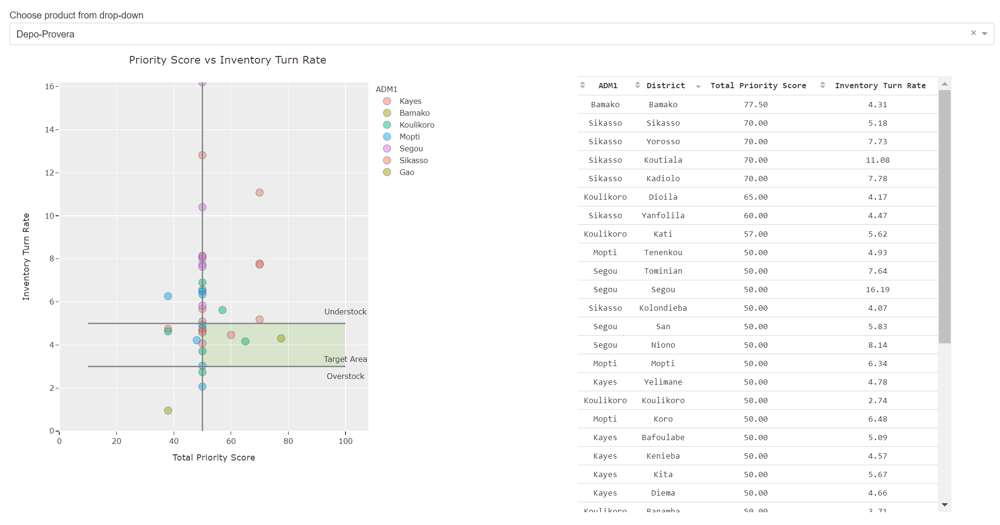 Choose product from drop-down
Depo-Provera
Priority Score vs Inventory Turn Rate
16
14
12
10
8
6
4
2
0
Inventory Turn Rate
0 20 40 60 80 100
Total Priority Score
Understock
Target Area
Overstock
ADM1
Kayes
Bamako
Koulikoro
Mopti
Segou
Sikasso
Gao
ADM1 District Total Priority Score Inventory Turn Rate
Bamako Bamako 77.50 4.31
Sikasso Sikasso 70.00 5.18
Sikasso Yorosso 70.00 7.73
Sikasso Koutiala 70.00 11.08
Sikasso Kadiolo 70.00 7.78
Koulikoro Dioila 65.00 4.17
Sikasso Yanfolila 60.00 4.47
Koulikoro Kati 57.00 5.62
Mopti Tenenkou 50.00 4.93
Segou Tominian 50.00 7.64
Segou Segou 50.00 16.19
Sikasso Kolondieba 50.00 4.07
Segou San 50.00 5.83
Segou Niono 50.00 8.14
Mopti Mopti 50.00 6.34
Kayes Yelimane 50.00 4.78
Koulikoro Koulikoro 50.00 2.74
Mopti Koro 50.00 6.48
Kayes Bafoulabe 50.00 5.09
Kayes Kenieba 50.00 4.57
Kayes Kita 50.00 5.67
Kayes Diema 50.00 4.66
Koulikoro Banamba 50.00 3.71